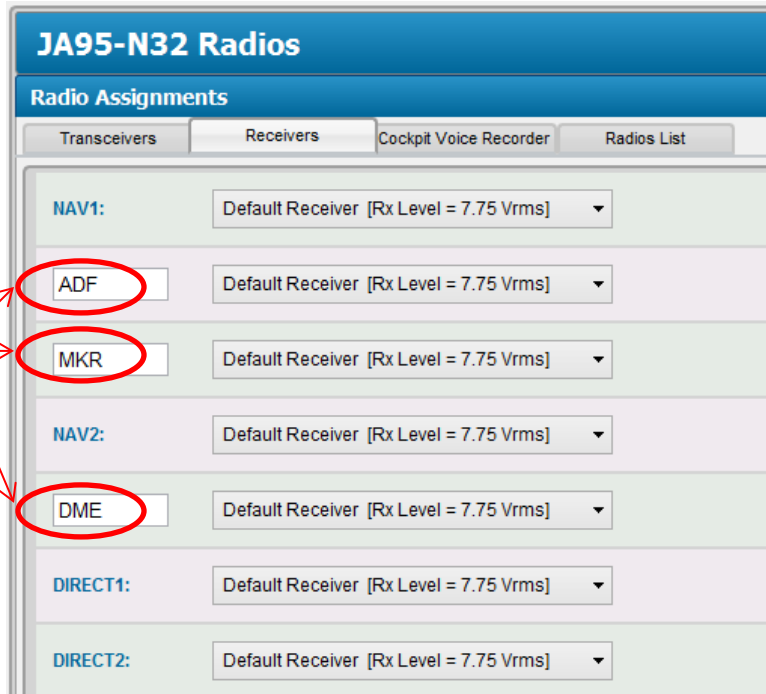 JA95-N32 Radios
Radio Assignments
Transceivers Receivers Cockpit Voice Recorder Radios List
NAV1: Default Receiver [Rx Level = 7.75 Vrms]
ADF Default Receiver [Rx Level = 7.75 Vrms]
MKR Default Receiver [Rx Level = 7.75 Vrms]
NAV2: Default Receiver [Rx Level = 7.75 Vrms]
DME Default Receiver [Rx Level = 7.75 Vrms]
DIRECT1: Default Receiver [Rx Level = 7.75 Vrms]
DIRECT2: Default Receiver [Rx Level = 7.75 Vrms]